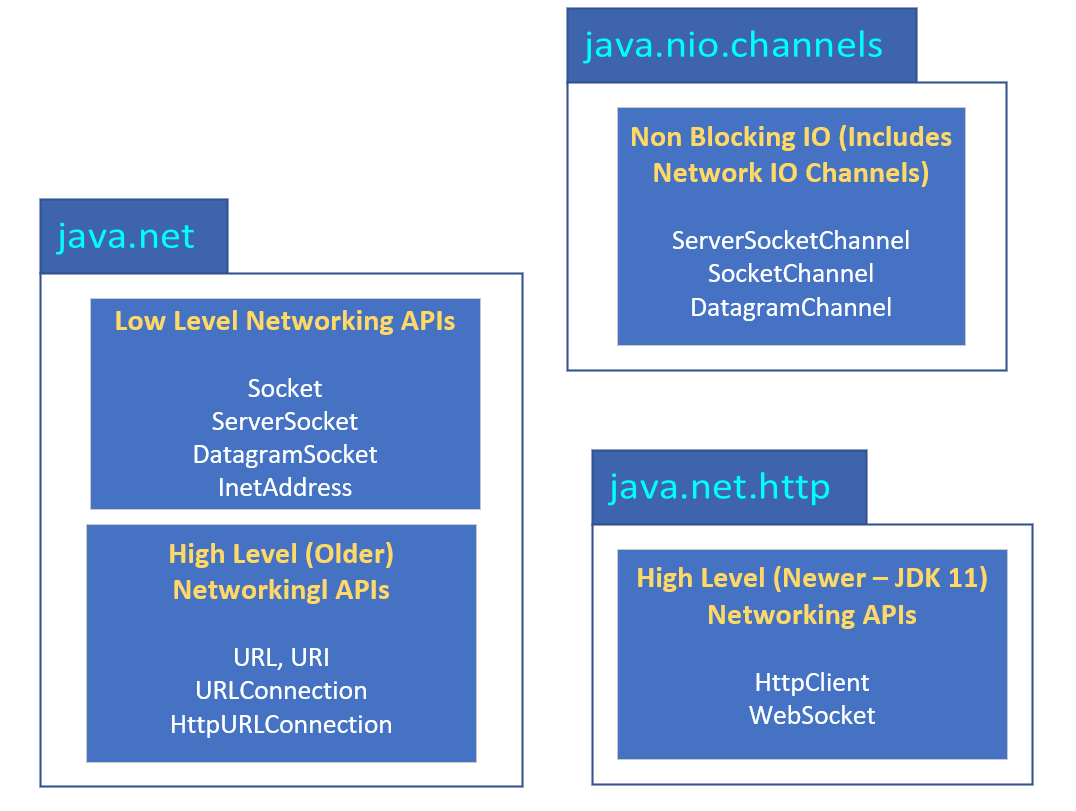 java.net
Low Level Networking APIs
Socket
ServerSocket
DatagramSocket
InetAddress
High Level (Older)
Networkingl APIs
URL, URI
URLConnection
HttpURLConnection
java.nio.channels
Non Blocking IO (Includes
Network IO Channels)
ServerSocketChannel
SocketChannel
DatagramChannel
java.net.http
High Level (Newer – JDK 11)
Networking APIs
HttpClient
WebSocket